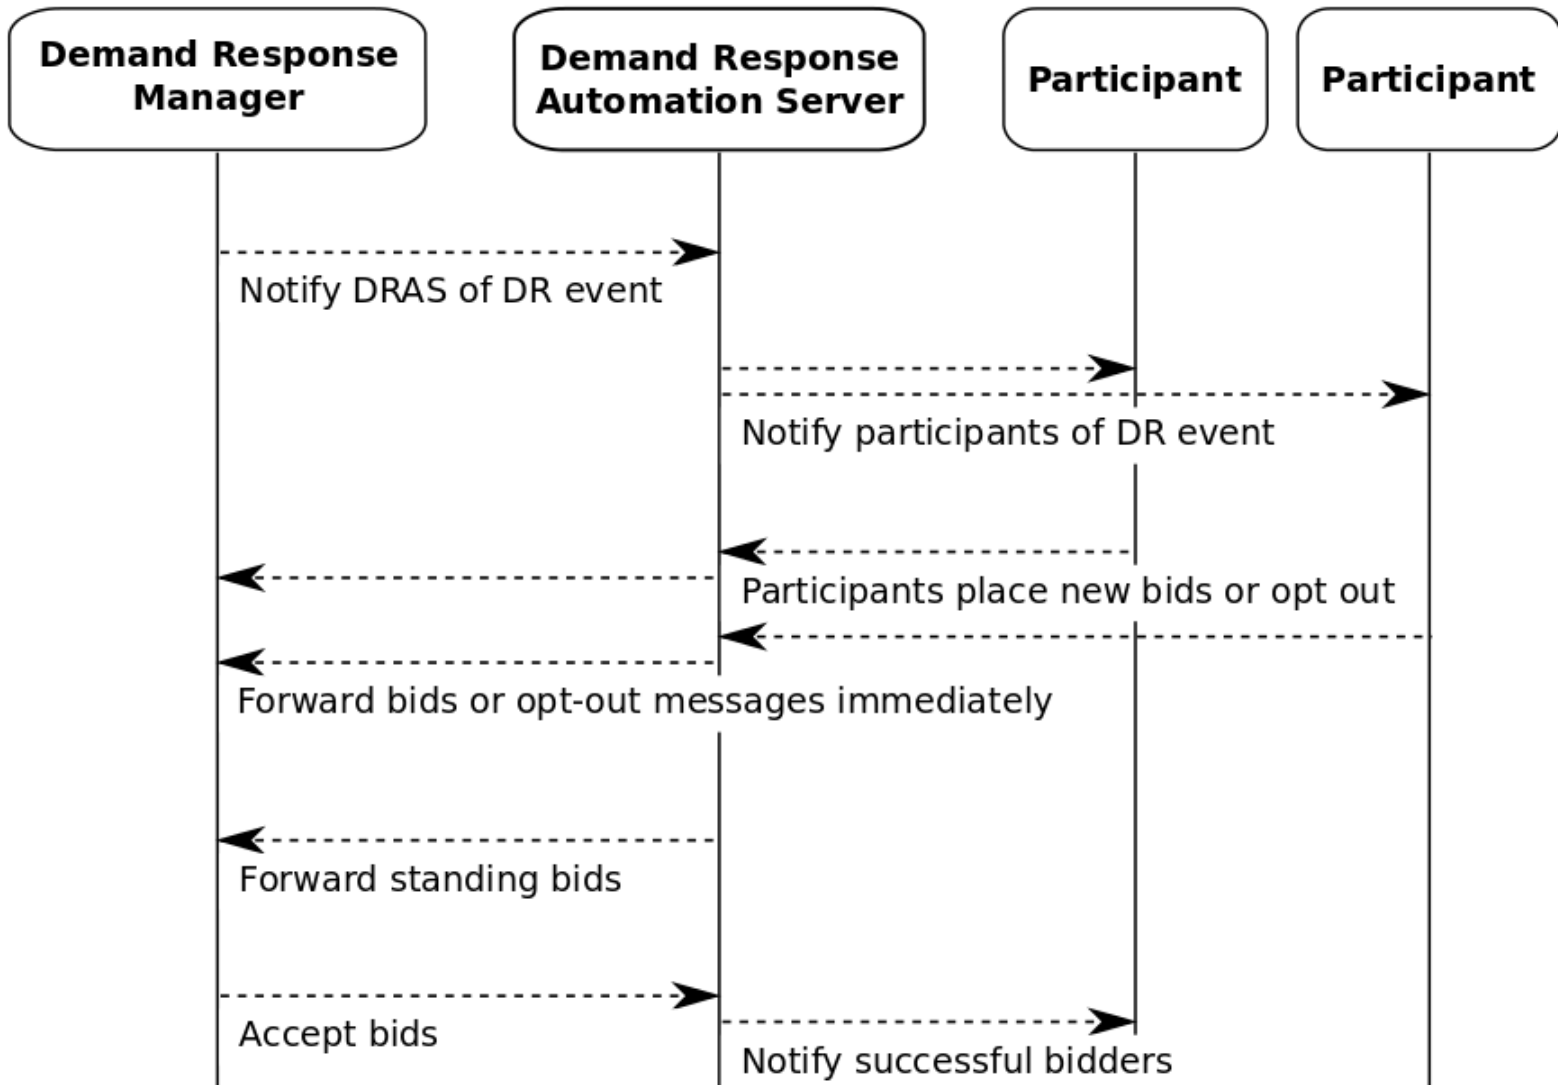 Demand Response
Manager
Demand Response
Automation Server
Participant
Participant
Notify DRAS of DR event
Notify participants of DR event
Participants place new bids or opt out
Forward bids or opt-out messages immediately
Forward standing bids
Accept bids
Notify successful bidders